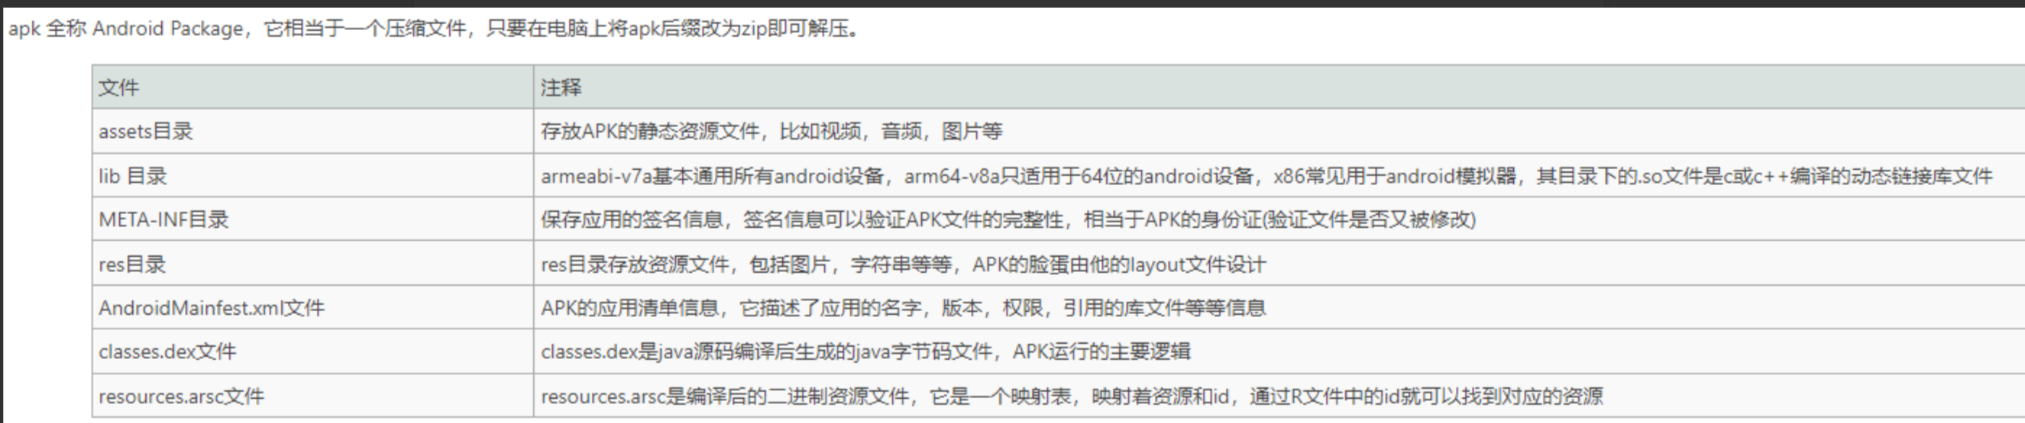 apk 全称 Android Package，它相当于一个压缩文件，只要在电脑上将apk后缀改为zip即可解压。
文件 注释
assets目录 存放APK的静态资源文件，比如视频，音频，图片等
lib 目录 armeabi-v7a基本通用所有android设备，arm64-v8a只适用于64位的android设备，x86常见用于android模拟器，其目录下的.so文件是c或c++编译的动态链接库文件
META-INF目录 保存应用的签名信息，签名信息可以验证APK文件的完整性，相当于APK的身份证(验证文件是否又被修改)
res目录 res目录存放资源文件，包括图片，字符串等等，APK的脸蛋由他的layout文件设计
AndroidMainfest.xml文件 APK的应用清单信息，它描述了应用的名字，版本，权限，引用的库文件等等信息
classes.dex文件 classes.dex是java源码编译后生成的java字节码文件，APK运行的主要逻辑
resources.arsc文件 resources.arsc是编译后的二进制资源文件，它是一个映射表，映射着资源和id，通过R文件中的id就可以找到对应的资源